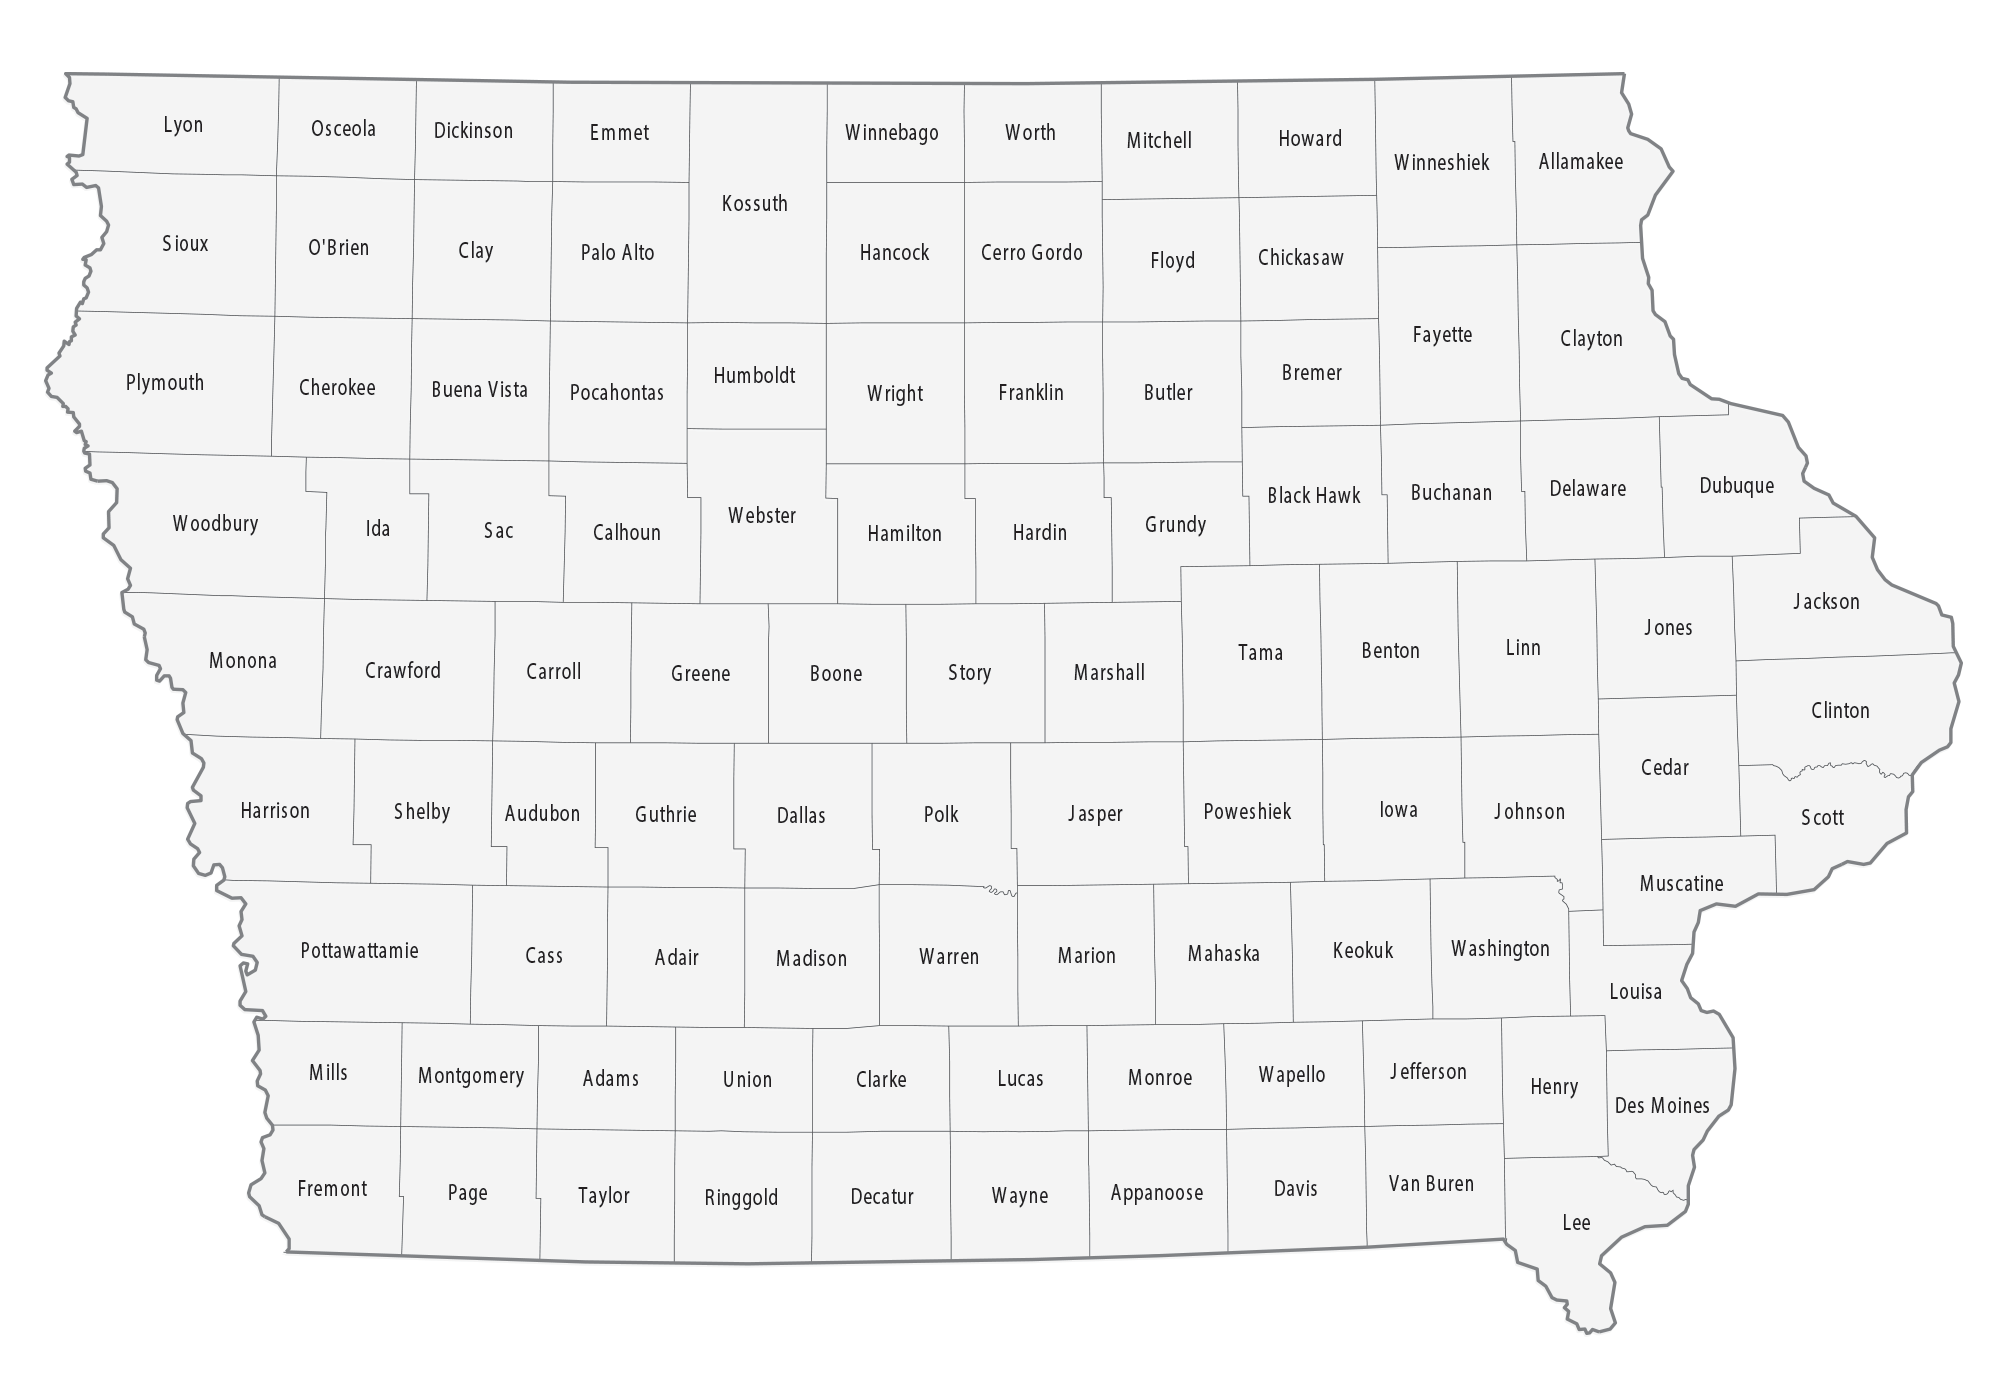 Lyon
Osceola
Dickinson
Emmet
Winnebago
Worth
Mitchell
Howard
Winneshiek
Allamakee
Kossuth
Sioux
O'Brien
Clay
Palo Alto
Hancock
Cerro Gordo
Floyd
Chickasaw
Fayette
Clayton
Plymouth
Cherokee
Buena Vista
Pocahontas
Humboldt
Wright
Franklin
Butler
Bremer
Woodbury
Ida
Sac
Calhoun
Webster
Hamilton
Hardin
Grundy
Black Hawk
Buchanan
Delaware
Dubuque
Monona
Crawford
Carroll
Greene
Boone
Story
Marshall
Tama
Benton
Linn
Jones
Jackson
Clinton
Cedar
Harrison
Shelby
Audubon
Guthrie
Dallas
Polk
Jasper
Poweshiek
Iowa
Johnson
Scott
Muscatine
Pottawattamie
Cass
Adair
Madison
Warren
Marion
Mahaska
Keokuk
Washington
Louisa
Mills
Montgomery
Adams
Union
Clarke
Lucas
Monroe
Wapello
Jefferson
Henry
Des Moines
Fremont
Page
Taylor
Ringgold
Decatur
Wayne
Appanoose
Davis
Van Buren
Lee